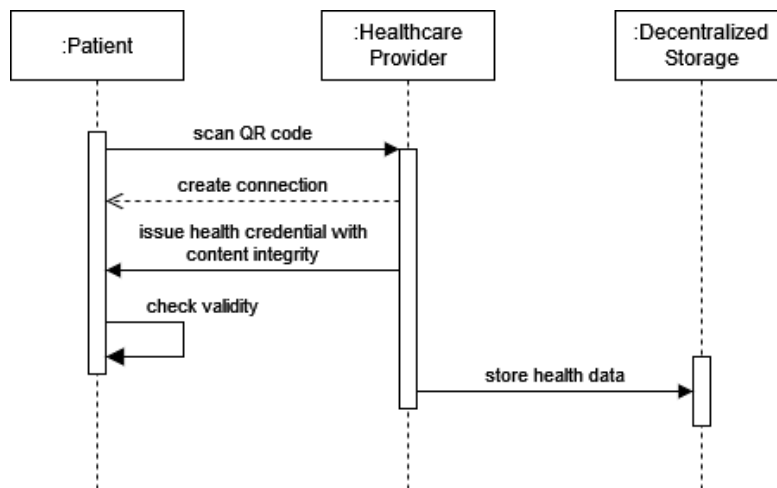 :Patient
:Healthcare
Provider
:Decentralized
Storage
scan QR code
create connection
issue health credential with
content integrity
check validity
store health data